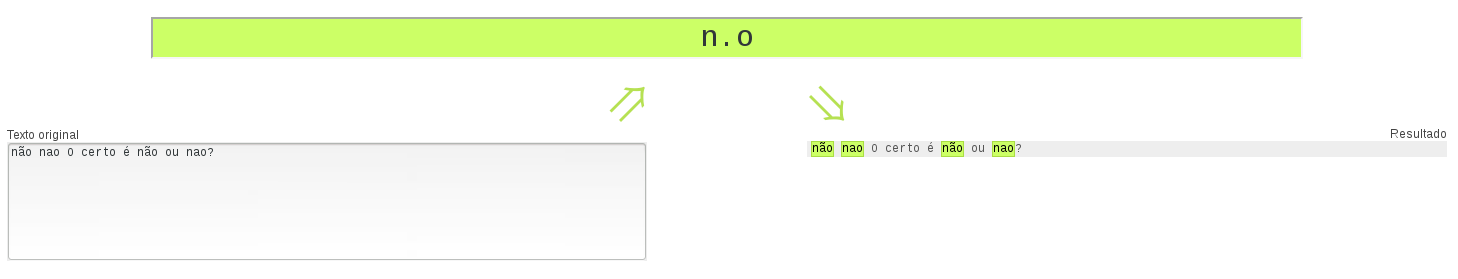 n.o
Texto original
não nao O certo é não ou nao?
Resultado
não nao O certo é não ou nao?